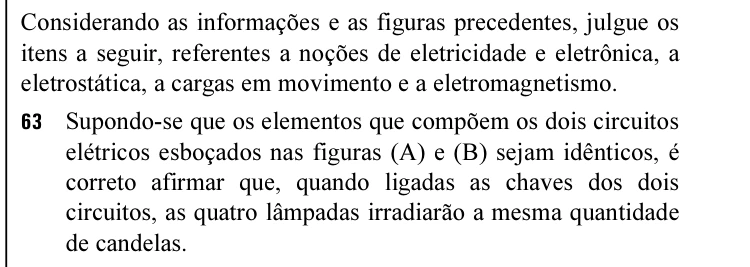 Considerando as informações e as figuras precedentes, julgue os
itens a seguir, referentes a noções de eletricidade e eletrônica, a
eletrostática, a cargas em movimento e a eletromagnetismo.
63 Supondo-se que os elementos que compõem os dois circuitos
elétricos esboçados nas figuras (A) e (B) sejam idênticos, é
correto afirmar que, quando ligadas as chaves dos dois
circuitos, as quatro lâmpadas irradiarão a mesma quantidade
de candelas.